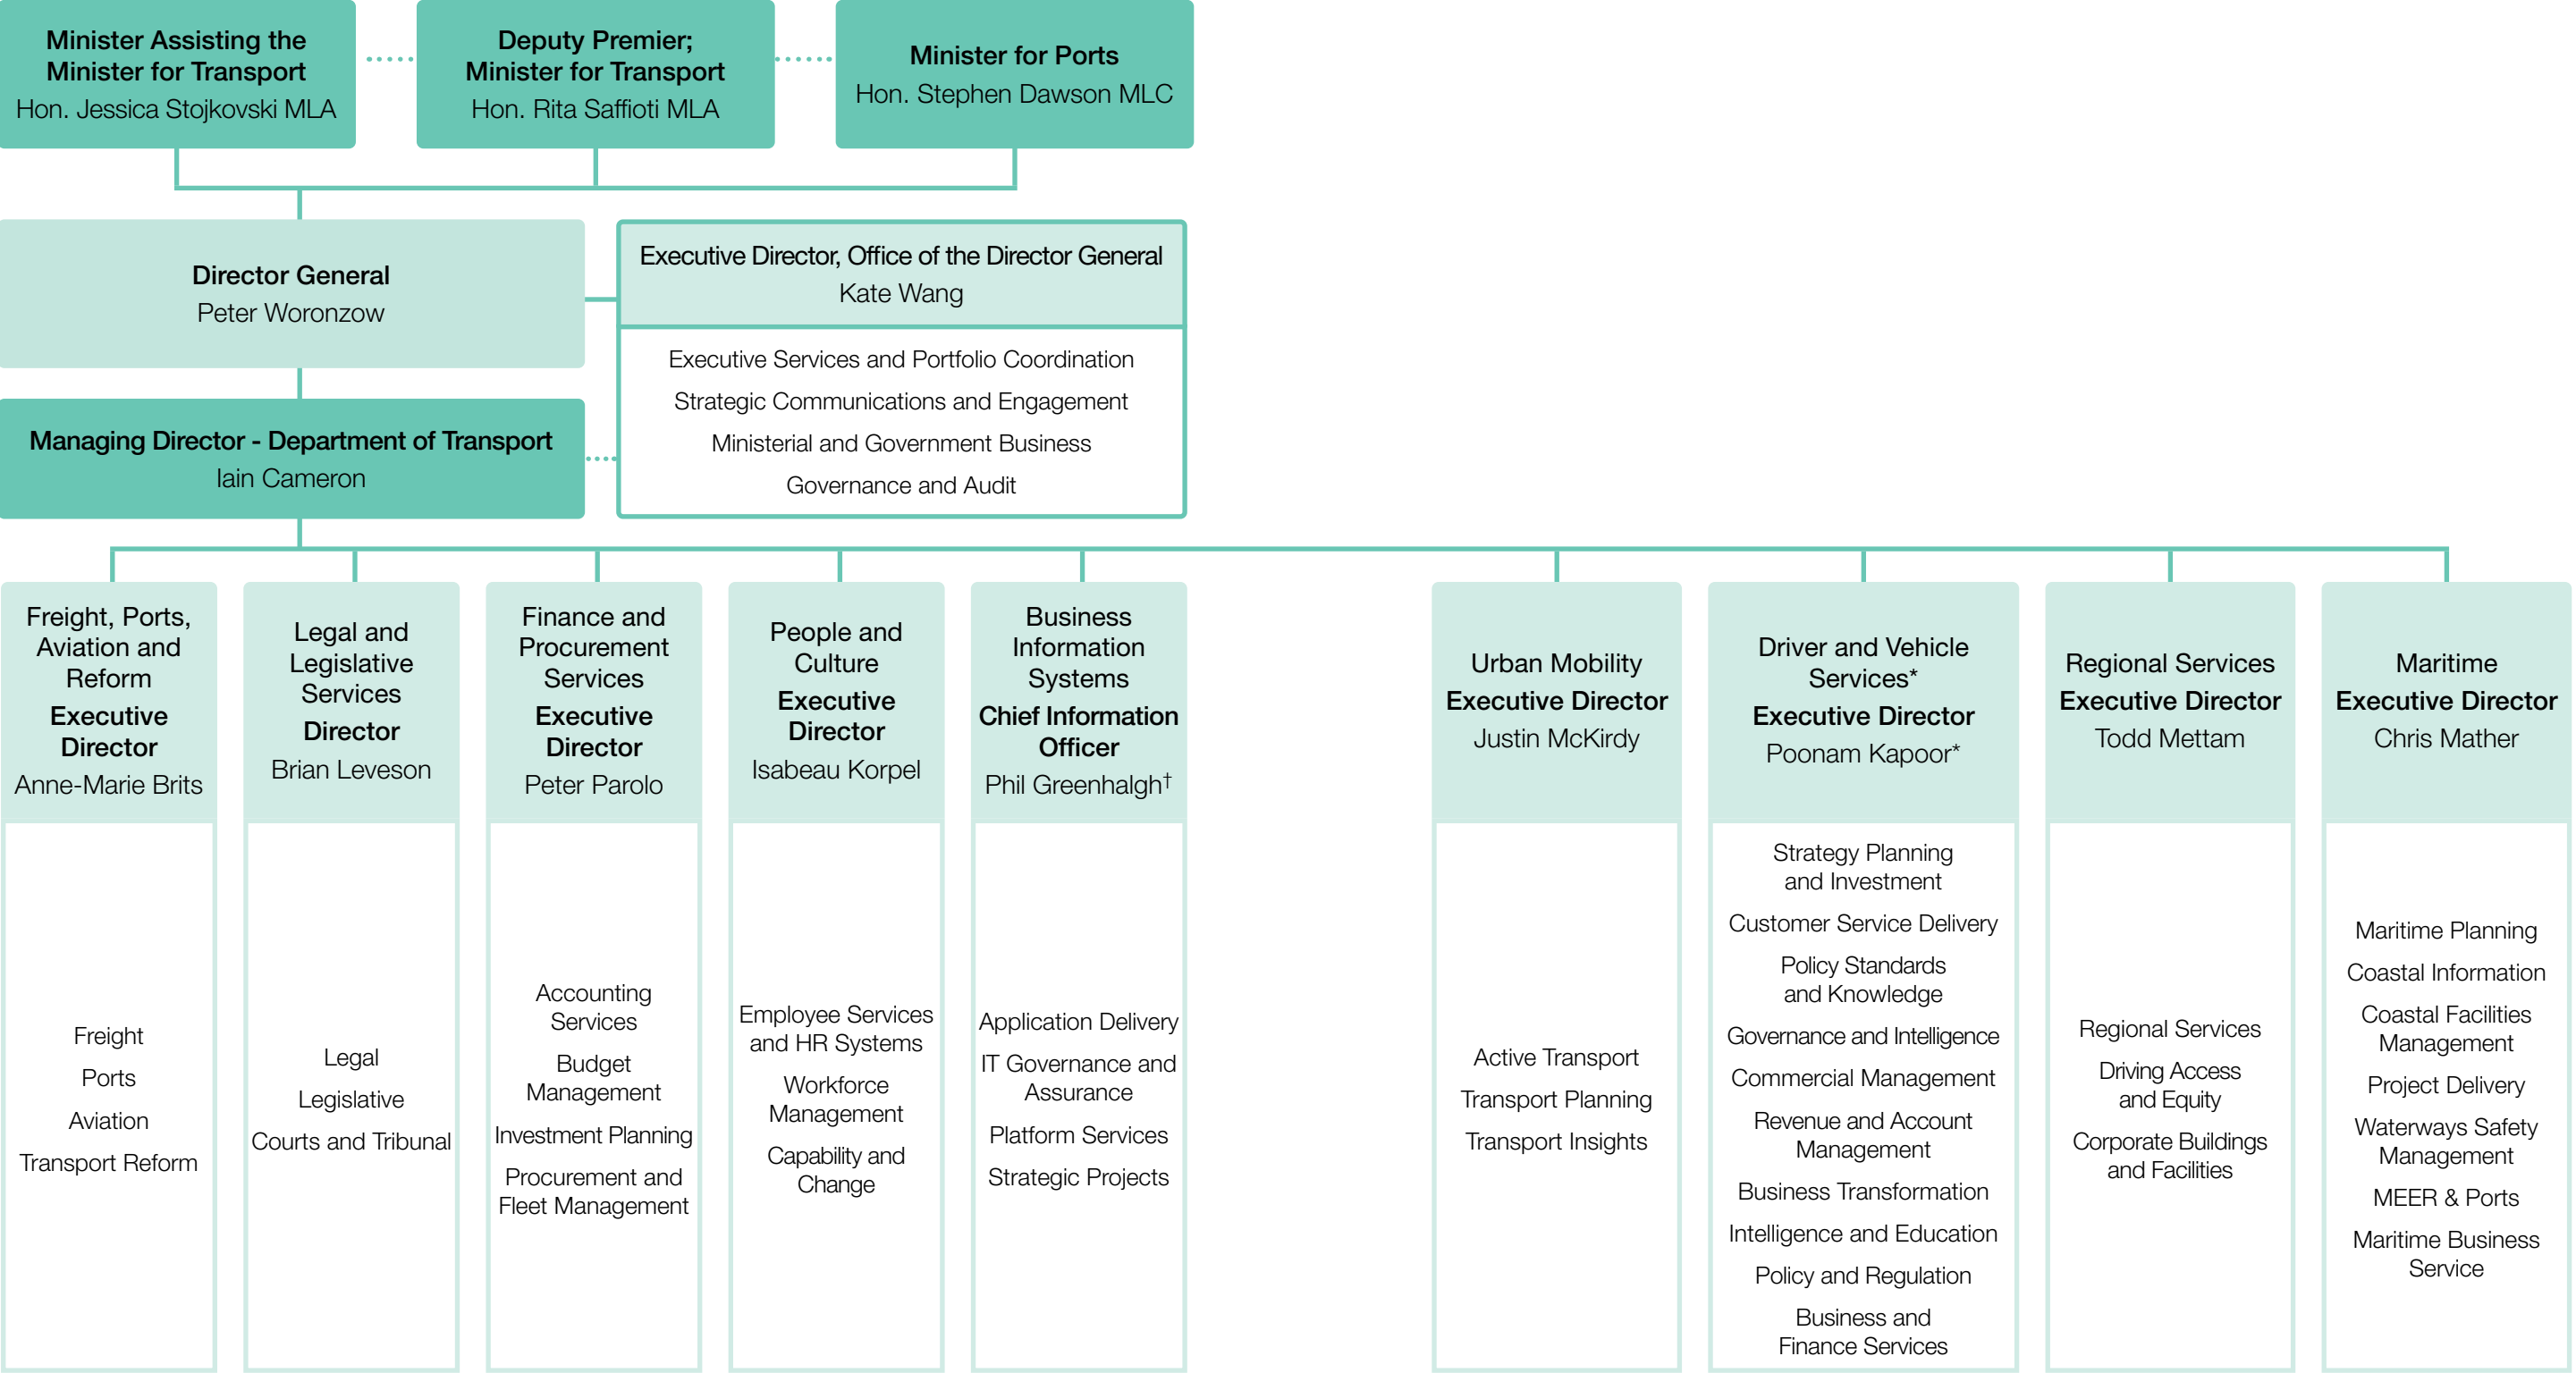 Minister Assisting the
Minister for Transport
Hon. Jessica Stojkovski MLA
Deputy Premier;
Minister for Transport
Hon. Rita Saffioti MLA
Minister for Ports
Hon. Stephen Dawson MLC
Director General
Peter Woronzow
Executive Director, Office of the Director General
Kate Wang
Executive Services and Portfolio Coordination
Strategic Communications and Engagement
Ministerial and Government Business
Governance and Audit
Managing Director - Department of Transport
Iain Cameron
Freight, Ports,
Aviation and
Reform
Executive
Director
Anne-Marie Brits
Freight
Ports
Aviation
Transport Reform
Legal and
Legislative
Services
Director
Brian Leveson
Legal
Legislative
Courts and Tribunal
Finance and
Procurement
Services
Executive
Director
Peter Parolo
Accounting
Services
Budget
Management
Investment Planning
Procurement and
Fleet Management
People and
Culture
Executive
Director
Isabeau Korpel
Employee Services
and HR Systems
Workforce
Management
Capability and
Change
Business
Information
Systems
Chief Information
Officer
Phil Greenhalgh†
Application Delivery
IT Governance and
Assurance
Platform Services
Strategic Projects
Urban Mobility
Executive Director
Justin McKirdy
Active Transport
Transport Planning
Transport Insights
Driver and Vehicle
Services*
Executive Director
Poonam Kapoor*
Strategy Planning
and Investment
Customer Service Delivery
Policy Standards
and Knowledge
Governance and Intelligence
Commercial Management
Revenue and Account
Management
Business Transformation
Intelligence and Education
Policy and Regulation
Business and
Finance Services
Regional Services
Executive Director
Todd Mettam
Regional Services
Driving Access
and Equity
Corporate Buildings
and Facilities
Maritime
Executive Director
Chris Mather
Maritime Planning
Coastal Information
Coastal Facilities
Management
Project Delivery
Waterways Safety
Management
MEER & Ports
Maritime Business
Service